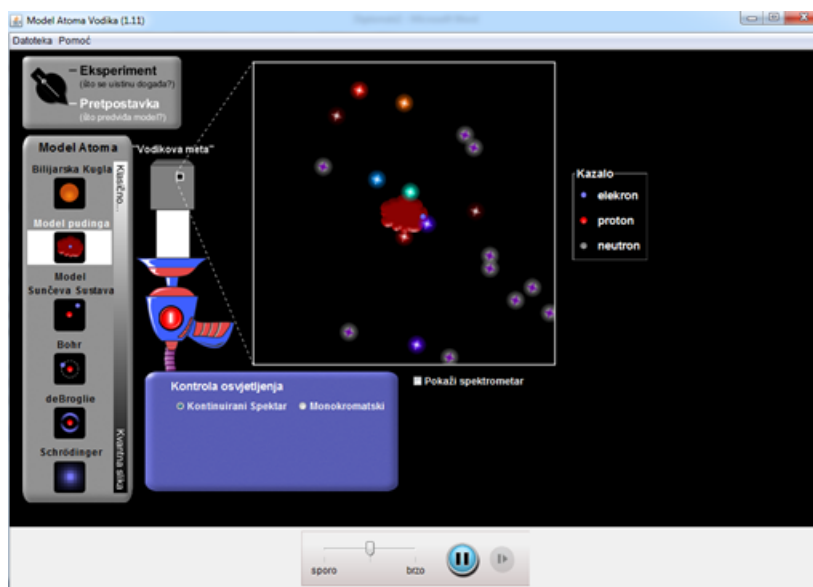 Model Atoma Vodika (1.11)
Datoteka Pomoć
Eksperiment
(što se uistinu događa?)
Pretpostavka
(što predviđa model?)
Model Atoma
Bilijarska Kugla
Model pudinga
Model
Sunčeva Sustava
Bohr
deBroglie
Schrödinger
Klasično...
Kvantna slika
"Vodikova meta"
Kazalo
elekron
proton
neutron
Pokaži spektrometar
Kontrola osvjetljenja
Kontinuirani Spektar
Monokromatski
sporo
brzo